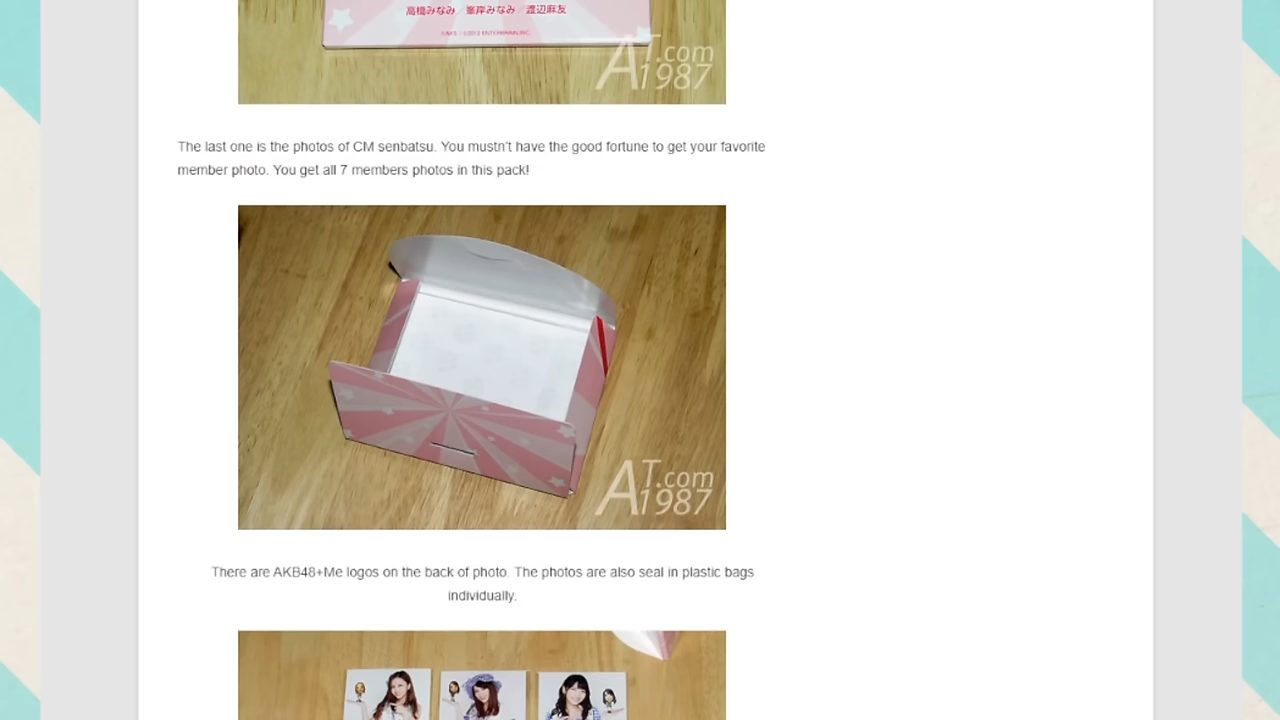 高橋みなみ 峯岸みなみ 渡辺麻友
AT.com
1987
The last one is the photos of CM senbatsu. You mustn't have the good fortune to get your favorite
member photo. You get all 7 members photos in this pack!
AT.com
1987
There are AKB48+Me logos on the back of photo. The photos are also seal in plastic bags
individually.